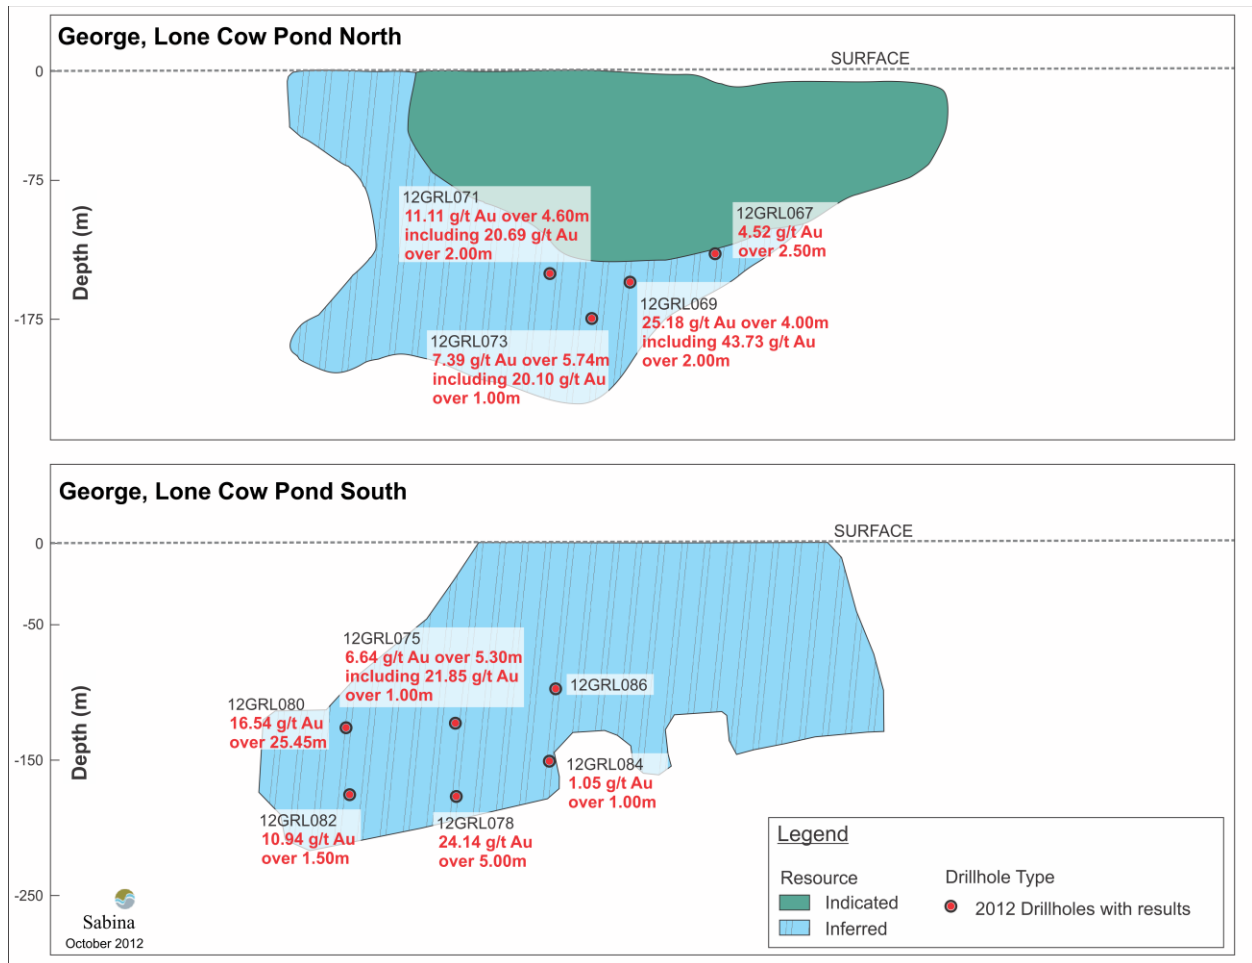 George, Lone Cow Pond North
SURFACE
0
-75
-175
Depth (m)
12GRL071
11.11 g/t Au over 4.60m
including 20.69 g/t Au
over 2.00m
12GRL067
4.52 g/t Au
over 2.50m
12GRL069
25.18 g/t Au over 4.00m
including 43.73 g/t Au
over 2.00m
12GRL073
7.39 g/t Au over 5.74m
including 20.10 g/t Au
over 1.00m
George, Lone Cow Pond South
SURFACE
0
-50
-150
-250
Depth (m)
12GRL075
6.64 g/t Au over 5.30m
including 21.85 g/t Au
over 1.00m
12GRL086
12GRL080
16.54 g/t Au
over 25.45m
12GRL084
1.05 g/t Au
over 1.00m
12GRL082
10.94 g/t Au
over 1.50m
12GRL078
24.14 g/t Au
over 5.00m
Legend
Resource
Indicated
Inferred
Drillhole Type
2012 Drillholes with results
Sabina
October 2012